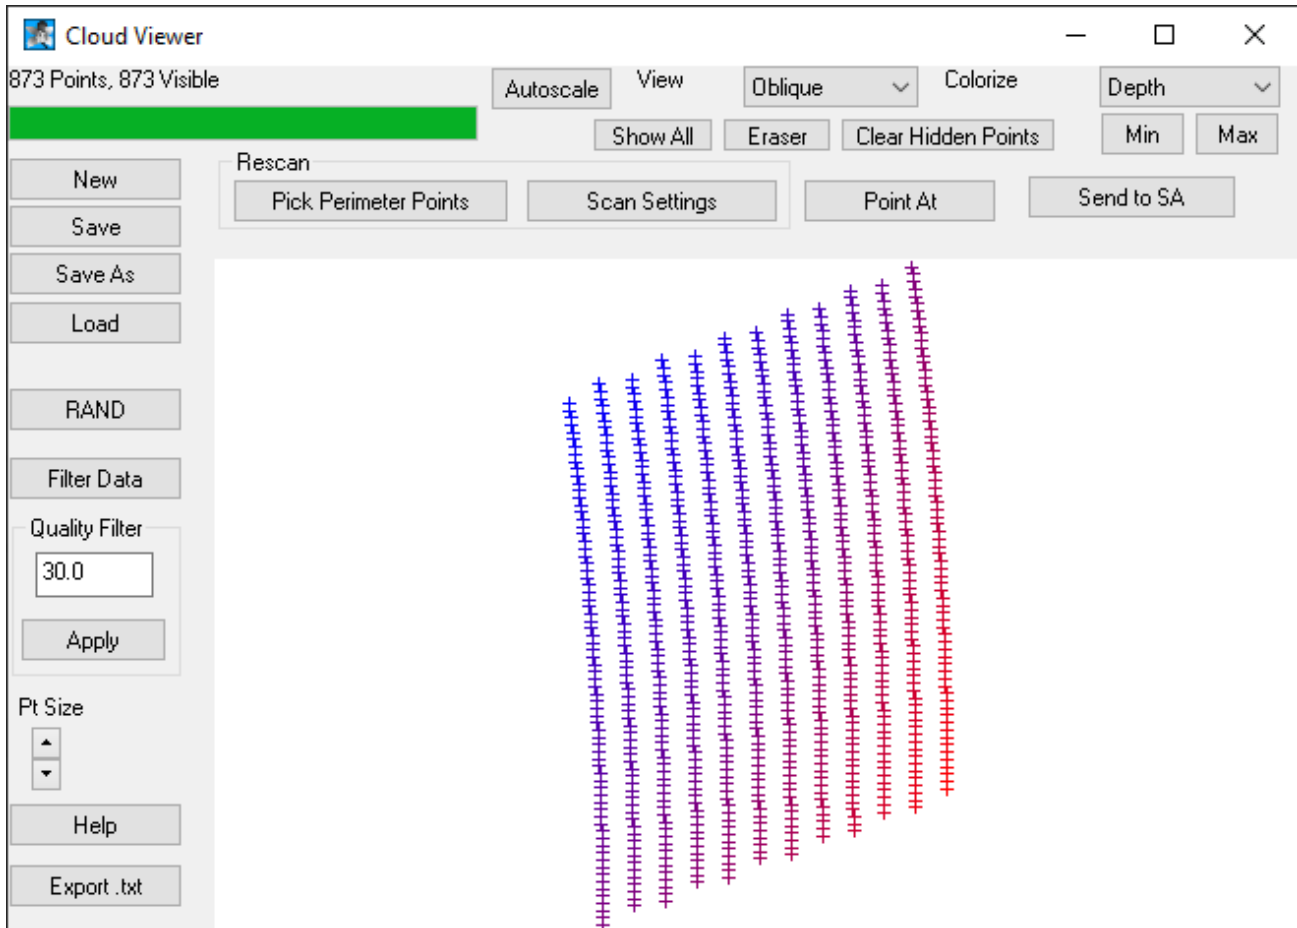 Cloud Viewer
873 Points, 873 Visible
Autoscale
View
Oblique
Colorize
Depth
Show All
Eraser
Clear Hidden Points
Min
Max
Rescan
Pick Perimeter Points
Scan Settings
Point At
Send to SA
New
Save
Save As
Load
RAND
Filter Data
Quality Filter
30.0
Apply
Pt Size
Help
Export .txt